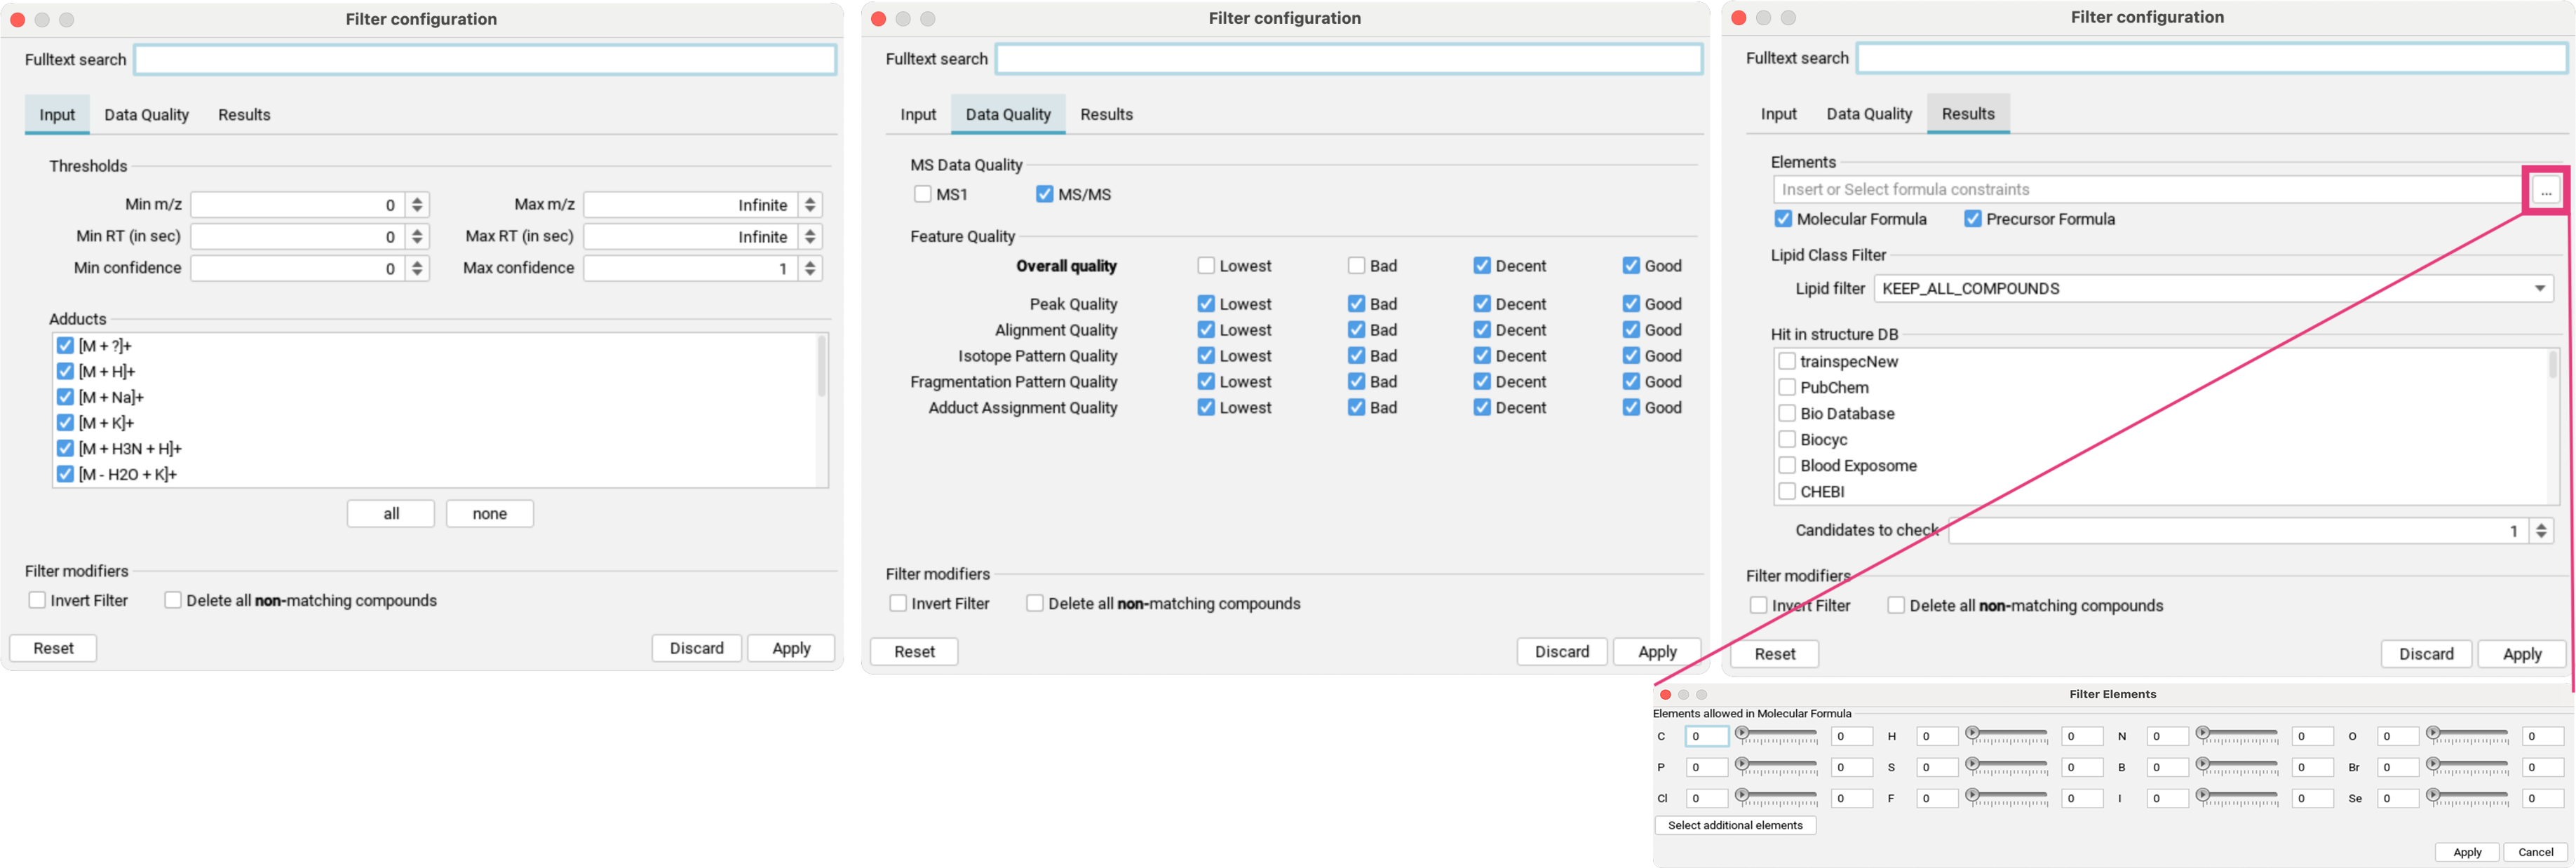 Filter configuration
Fulltext search
Input Data Quality Results
Thresholds
Min m/z 0 Max m/z Infinite
Min RT (in sec) 0 Max RT (in sec) Infinite
Min confidence 0 Max confidence 1
Adducts
[M + ?]+
[M + H]+
[M + Na]+
[M + K]+
[M + H3N + H]+
[M - H2O + K]+
all none
Filter modifiers
Invert Filter Delete all non-matching compounds
Reset Discard Apply
Filter configuration
Fulltext search
Input Data Quality Results
MS Data Quality
MS1 MS/MS
Feature Quality
Overall quality Lowest Bad Decent Good
Peak Quality Lowest Bad Decent Good
Alignment Quality Lowest Bad Decent Good
Isotope Pattern Quality Lowest Bad Decent Good
Fragmentation Pattern Quality Lowest Bad Decent Good
Adduct Assignment Quality Lowest Bad Decent Good
Filter modifiers
Invert Filter Delete all non-matching compounds
Reset Discard Apply
Filter configuration
Fulltext search
Input Data Quality Results
Elements
Insert or Select formula constraints ...
Molecular Formula Precursor Formula
Lipid Class Filter
Lipid filter KEEP_ALL_COMPOUNDS
Hit in structure DB
trainspecNew
PubChem
Bio Database
Biocyc
Blood Exposome
CHEBI
Candidates to check 1
Filter modifiers
Invert Filter Delete all non-matching compounds
Reset Discard Apply
Filter Elements
Elements allowed in Molecular Formula
C 0 0 H 0 0 N 0 0 O 0 0
P 0 0 S 0 0 B 0 0 Br 0 0
Cl 0 0 F 0 0 I 0 0 Se 0 0
Select additional elements
Apply Cancel